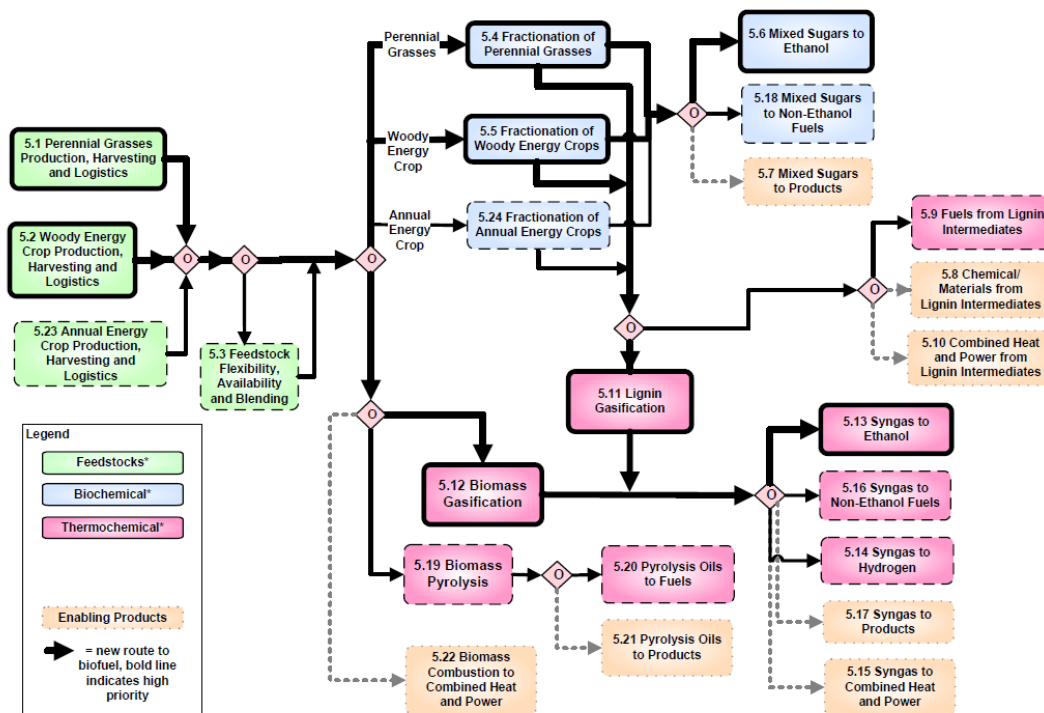 Perennial
Grasses
5.4 Fractionation of
Perennial Grasses
5.6 Mixed Sugars to
Ethanol
O
5.18 Mixed Sugars
to Non-Ethanol
Fuels
5.1 Perennial Grasses
Production, Harvesting
and Logistics
Woody
Energy
Crop
5.5 Fractionation of
Woody Energy Crops
5.7 Mixed Sugars
to Products
5.2 Woody Energy
Crop Production,
Harvesting and
Logistics
O
O
O
Annual
Energy
Crop
5.24 Fractionation of
Annual Energy Crops
5.9 Fuels from Lignin
Intermediates
O
5.8 Chemical/
Materials from
Lignin Intermediates
5.23 Annual Energy
Crop Production,
Harvesting and
Logistics
5.3 Feedstock
Flexibility,
Availability
and Blending
O
5.10 Combined Heat
and Power from
Lignin Intermediates
5.11 Lignin
Gasification
O
Legend
Feedstocks*
Biochemical*
Thermochemical*
Enabling Products
= new route to
biofuel, bold line
indicates high
priority
5.12 Biomass
Gasification
O
5.13 Syngas to
Ethanol
5.16 Syngas to
Non-Ethanol Fuels
5.14 Syngas to
Hydrogen
5.19 Biomass
Pyrolysis
O
5.20 Pyrolysis Oils
to Fuels
5.17 Syngas to
Products
5.21 Pyrolysis Oils
to Products
5.22 Biomass
Combustion to
Combined Heat
and Power
5.15 Syngas to
Combined Heat
and Power